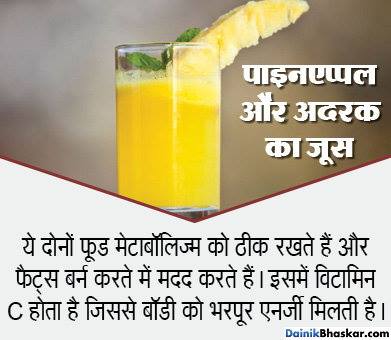 पाइनएप्पल
और अदरक
का जूस
ये दोनों फूड मेटाबॉलिज्म को ठीक रखते हैं और
फैट्स बर्न करते में मदद करते हैं। इसमें विटामिन
C होता है जिससे बॉडी को भरपूर एनर्जी मिलती है।
DainikBhaskar.com